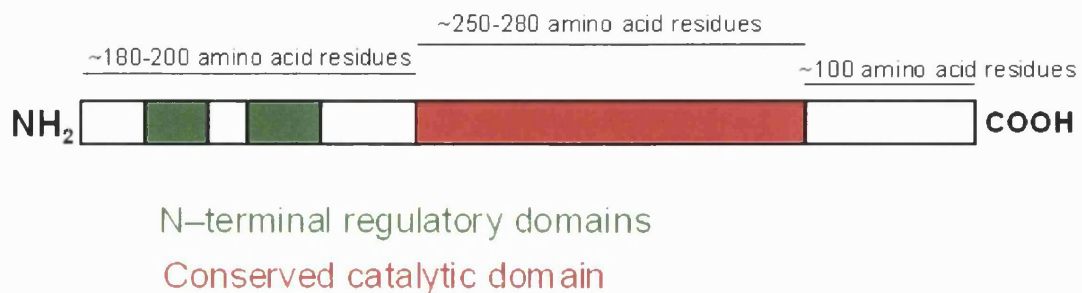 ~250-280 amino acid residues
~180-200 amino acid residues
~100 amino acid residues
NH2
COOH
N–terminal regulatory domains
Conserved catalytic domain